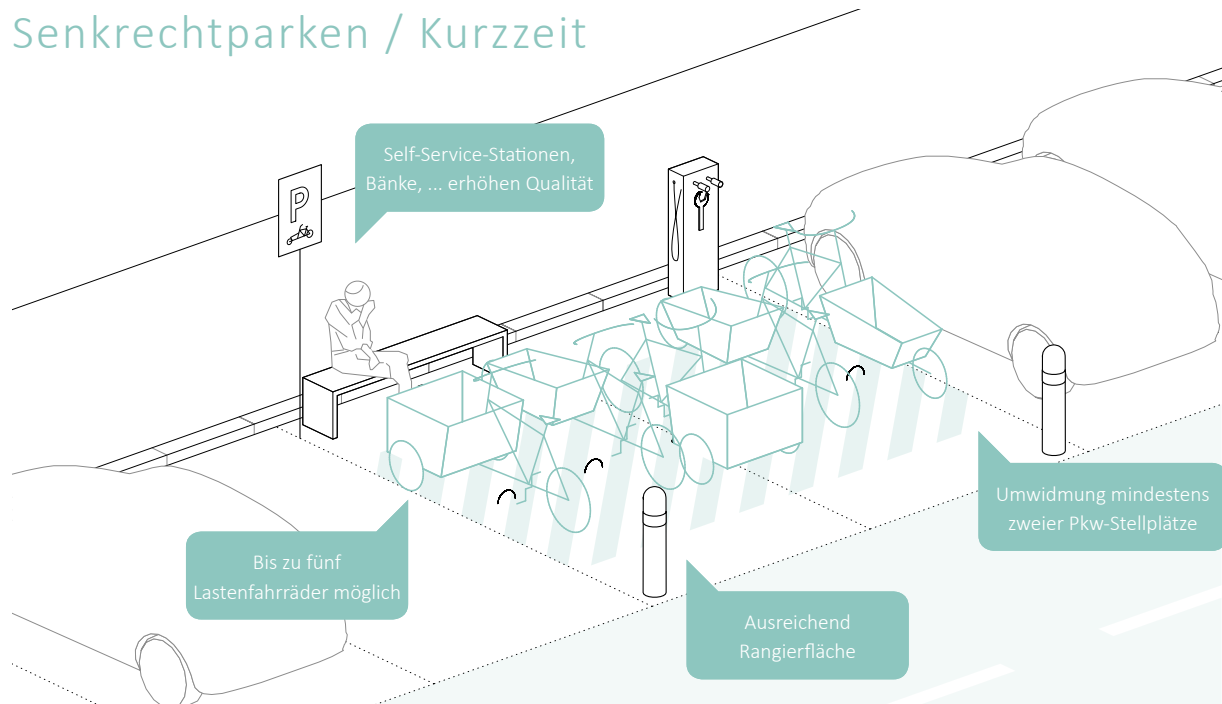 Senkrechtparken / Kurzzeit
Self-Service-Stationen,
Bänke, ... erhöhen Qualität
P
Umwidmung mindestens
zweier Pkw-Stellplätze
Bis zu fünf
Lastenfahrräder möglich
Ausreichend
Rangierfläche